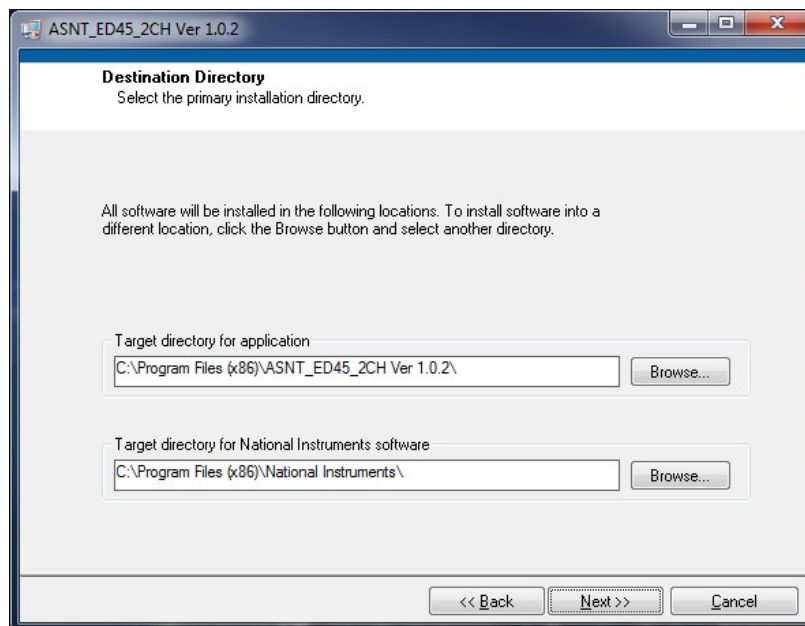 ASNT_ED45_2CH Ver 1.0.2
Destination Directory
Select the primary installation directory.
All software will be installed in the following locations. To install software into a
different location, click the Browse button and select another directory.
Target directory for application
C:\Program Files (x86)\ASNT_ED45_2CH Ver 1.0.2\
Browse...
Target directory for National Instruments software
C:\Program Files (x86)\National Instruments\
Browse...
<< Back
Next >>
Cancel